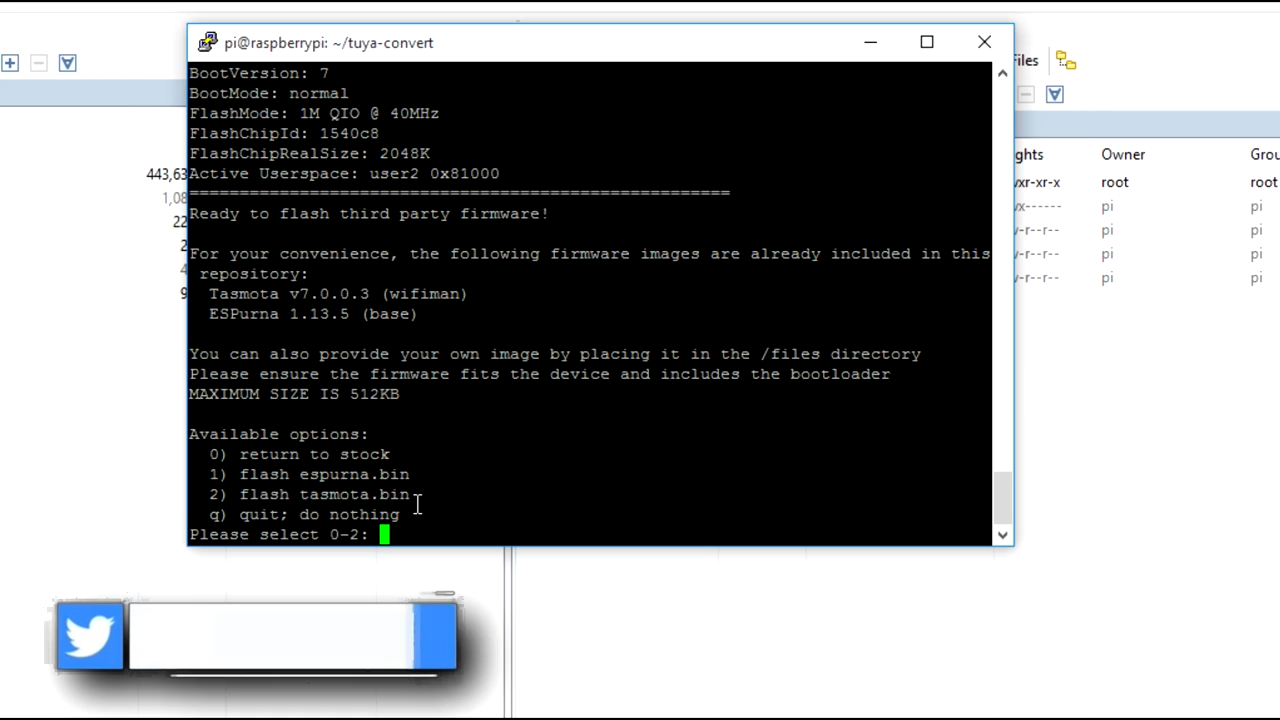 pi@raspberrypi: ~/tuya-convert
BootVersion: 7
BootMode: normal
FlashMode: 1M QIO @ 40MHz
FlashChipId: 1540c8
FlashChipRealSize: 2048K
Active Userspace: user2 0x81000
======================================================
Ready to flash third party firmware!
For your convenience, the following firmware images are already included in this
repository:
Tasmota v7.0.0.3 (wifiman)
ESPurna 1.13.5 (base)
You can also provide your own image by placing it in the /files directory
Please ensure the firmware fits the device and includes the bootloader
MAXIMUM SIZE IS 512KB
Available options:
0) return to stock
1) flash espurna.bin
2) flash tasmota.bin
q) quit; do nothing
Please select 0-2:
443,63
1,08
22
2
4
9
Files
ghts Owner Grou
xr-xr-x root root
x------ pi pi
-r--r-- pi pi
-r--r-- pi pi
-r--r-- pi pi